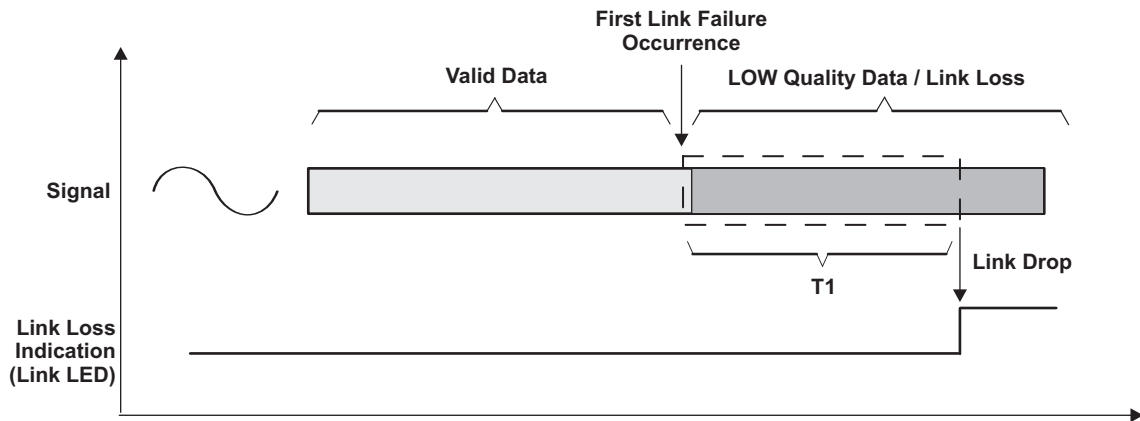 First Link Failure
Occurrence
Valid Data
LOW Quality Data / Link Loss
Signal
T1
Link Drop
Link Loss
Indication
(Link LED)